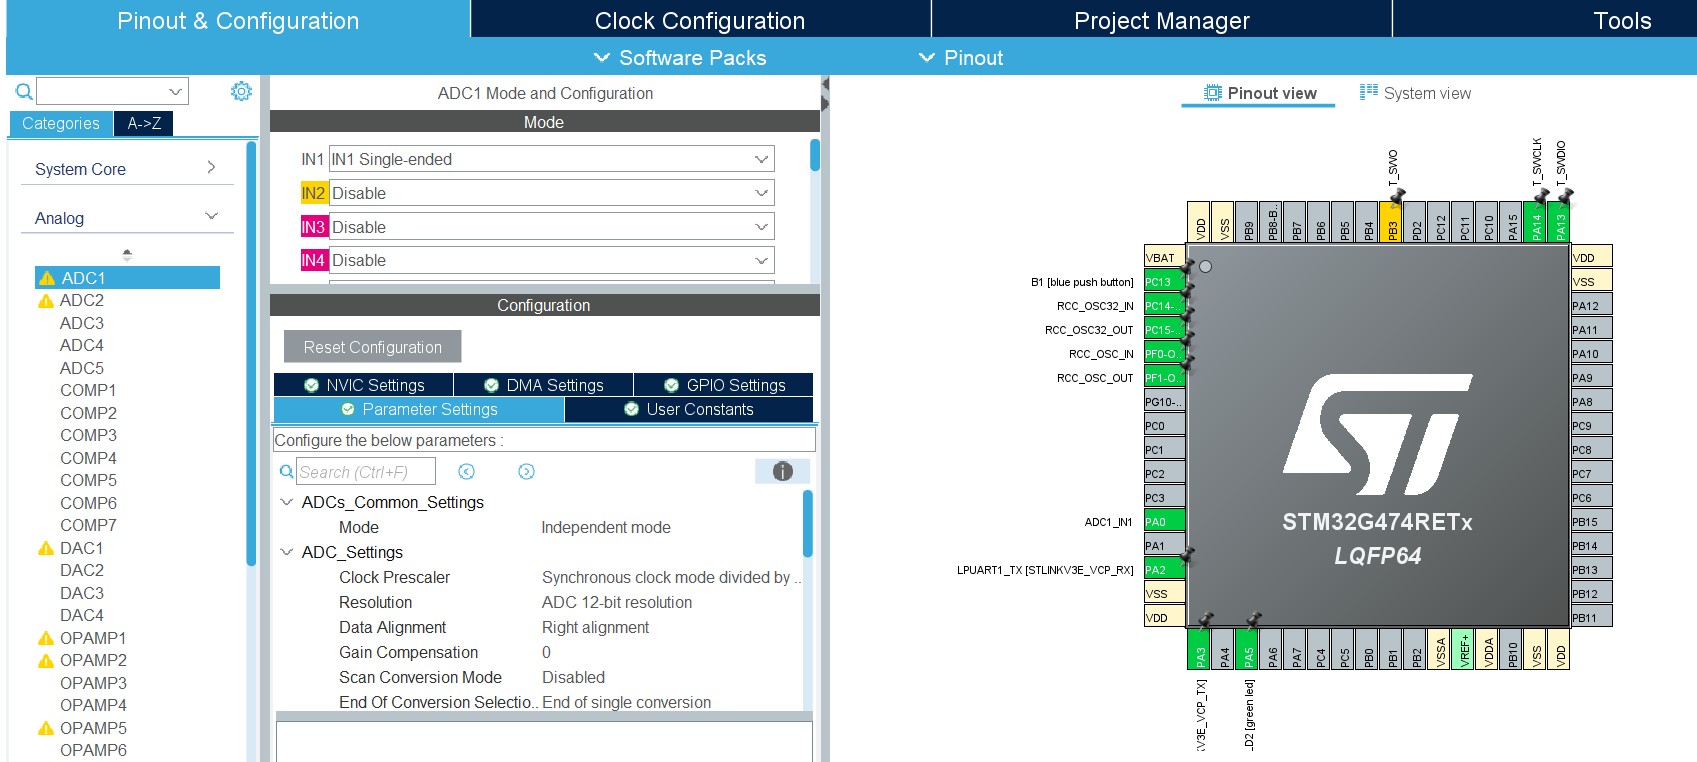 Pinout & Configuration
Clock Configuration
Project Manager
Tools
Software Packs
Pinout
Categories
A->Z
System Core
Analog
ADC1
ADC2
ADC3
ADC4
ADC5
COMP1
COMP2
COMP3
COMP4
COMP5
COMP6
COMP7
DAC1
DAC2
DAC3
DAC4
OPAMP1
OPAMP2
OPAMP3
OPAMP4
OPAMP5
OPAMP6
ADC1 Mode and Configuration
Mode
IN1 IN1 Single-ended
IN2 Disable
IN3 Disable
IN4 Disable
Configuration
Reset Configuration
NVIC Settings
DMA Settings
GPIO Settings
Parameter Settings
User Constants
Configure the below parameters :
Search (Ctrl+F)
ADCs_Common_Settings
Mode Independent mode
ADC_Settings
Clock Prescaler Synchronous clock mode divided by ..
Resolution ADC 12-bit resolution
Data Alignment Right alignment
Gain Compensation 0
Scan Conversion Mode Disabled
End Of Conversion Selectio.. End of single conversion
Pinout view
System view
T_SWO
T_SWCLK
T_SWDIO
VDD
VSS
PB9
PB8-B..
PB7
PB6
PB5
PB4
PB3
PD2
PC12
PC11
PC10
PA15
PA14
PA13
VBAT
B1 [blue push button] PC13
RCC_OSC32_IN PC14-..
RCC_OSC32_OUT PC15-..
RCC_OSC_IN PF0-O..
RCC_OSC_OUT PF1-O..
PG10-..
PC0
PC1
PC2
PC3
ADC1_IN1 PA0
PA1
LPUART1_TX [STLINKV3E_VCP_RX] PA2
VSS
VDD
VDD
VSS
PA12
PA11
PA10
PA9
PA8
PC9
PC8
PC7
PC6
PB15
PB14
PB13
PB12
PB11
ST
STM32G474RETx
LQFP64
PA3
PA4
PA5
PA6
PA7
PC4
PC5
PB0
PB1
PB2
VSSA
VREF+
VDDA
PB10
VSS
VDD
V3E_VCP_TX]
D2 [green led]